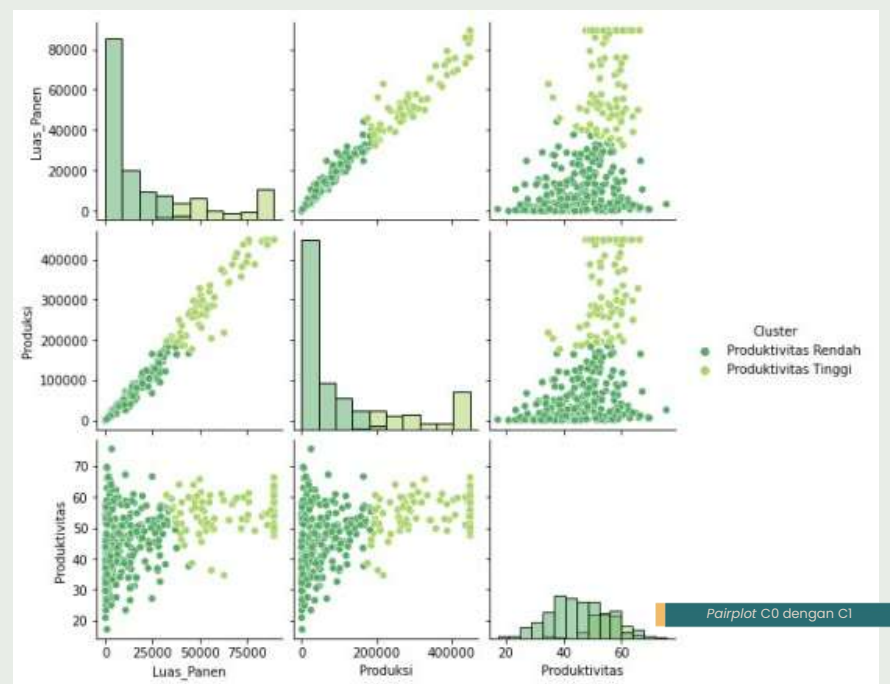 80000
60000
40000
20000
0
Luas_Panen
400000
300000
200000
100000
0
Produksi
Cluster
Produktivitas Rendah
Produktivitas Tinggi
70
60
50
40
30
20
Produktivitas
0 25000 50000 75000
Luas_Panen
0 200000 400000
Produksi
20 40 60
Produktivitas
Pairplot C0 dengan C1